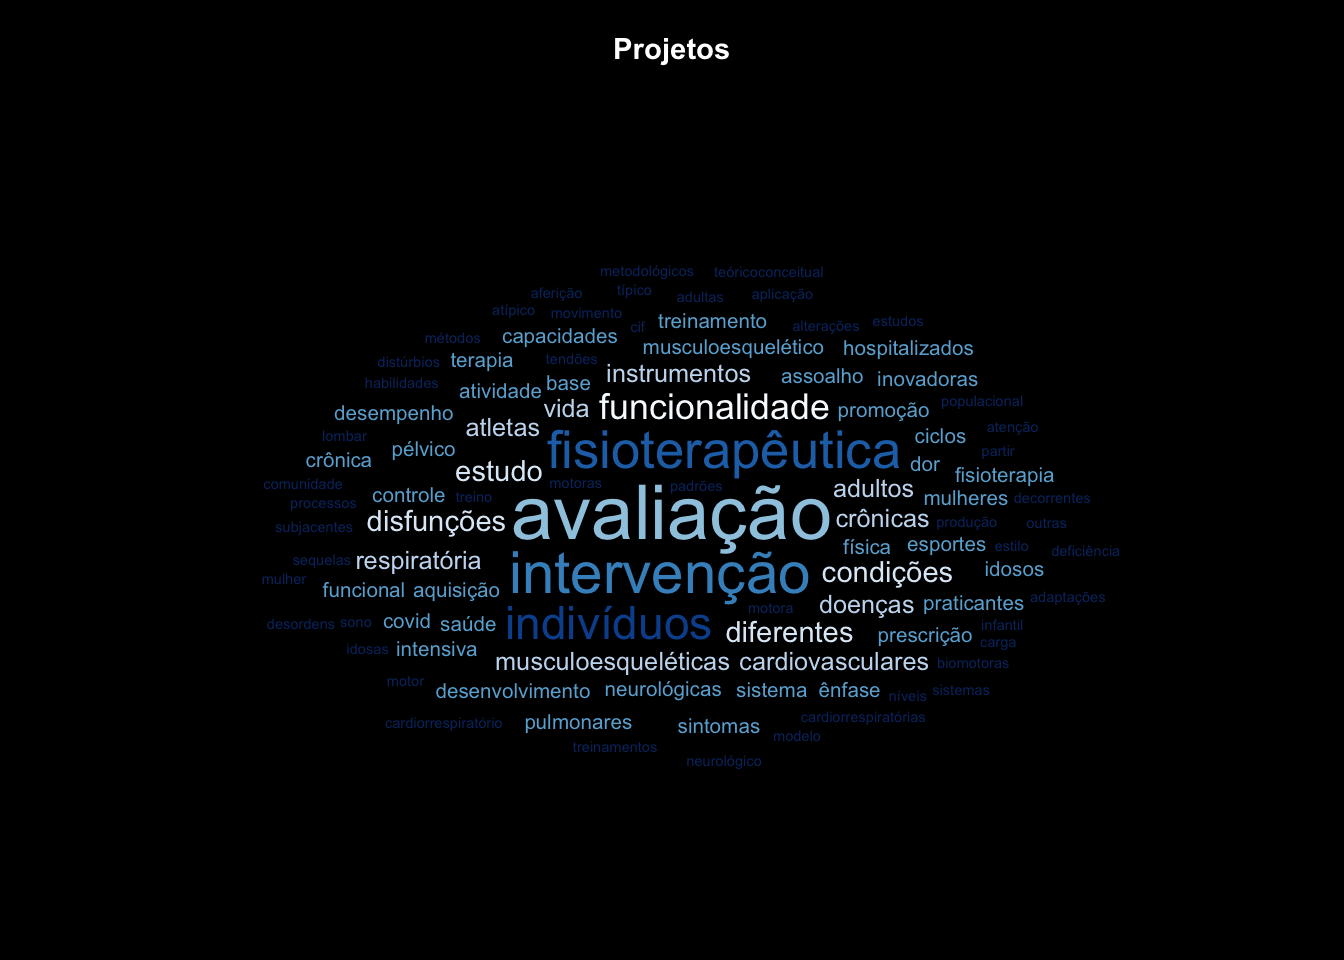 Projetos
metodológicos teóricoconceitual
aferição típico adultas aplicação
atípico movimento cif treinamento alterações estudos
métodos capacidades musculoesquelético hospitalizados
distúrbios terapia tendões instrumentos assoalho inovadoras
habilidades atividade base
desempenho atletas vida funcionalidade promoção populacional
lombar pélvico fisioterapêutica ciclos atenção
crônica estudo dor partir
comunidade fisioterapia
processos controle treino motoras padrões adultos mulheres decorrentes
subjacentes disfunções avaliação crônicas produção outras
sequelas respiratória física esportes estilo deficiência
mulher intervenção condições idosos
funcional aquisição doenças praticantes adaptações
desordens sono covid saúde indivíduos motora diferentes prescrição infantil
idosas intensiva carga
musculoesqueléticas cardiovasculares biomotoras
motor desenvolvimento neurológicas sistema ênfase níveis sistemas
cardiorrespiratório pulmonares sintomas cardiorrespiratórias
treinamentos modelo
neurológico